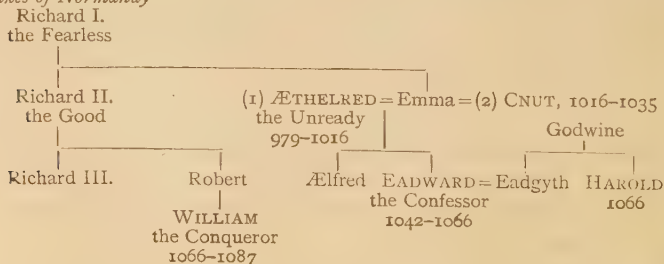 of Normandy
Richard I.
the Fearless
Richard II. (1) ÆTHELRED = Emma = (2) CNUT, 1016–1035
the Good the Unready Godwine
979–1016
Richard III. Robert Ælfred EADWARD = Eadgyth HAROLD
the Confessor 1066
WILLIAM 1042–1066
the Conqueror
1066–1087